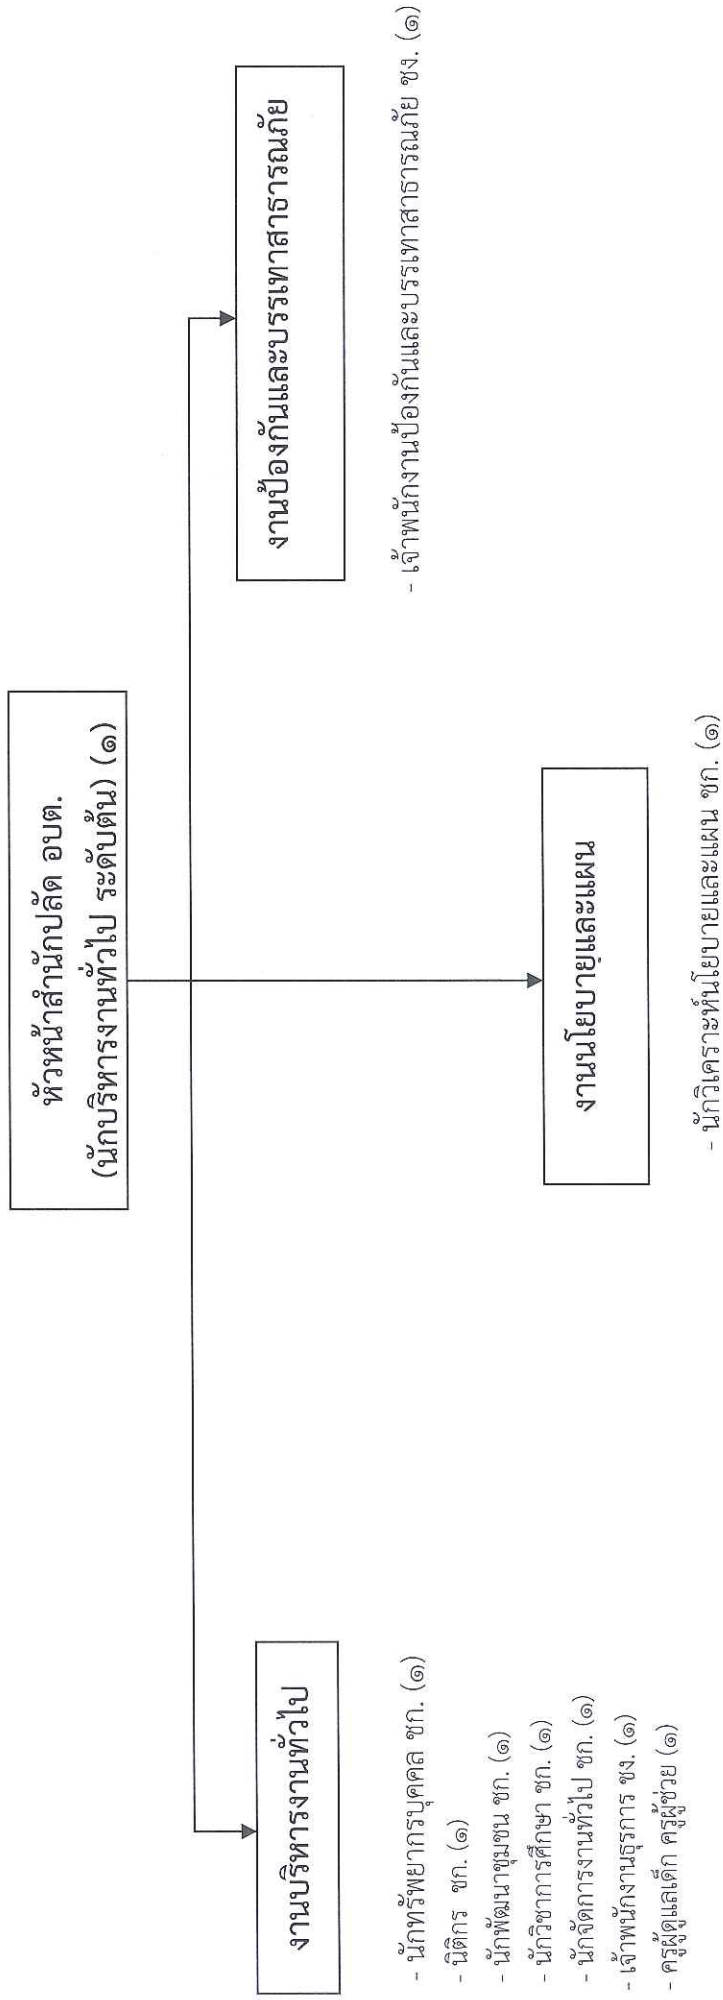 หัวหน้าสำนักปลัด อบต.
(นักบริหารงานทั่วไป ระดับต้น) (๑)
งานบริหารงานทั่วไป
- นักทรัพยากรบุคคล ชก. (๑)
- นิติกร ชก. (๑)
- นักพัฒนาชุมชน ชก. (๑)
- นักวิชาการศึกษา ชก. (๑)
- นักจัดการงานทั่วไป ชก. (๑)
- เจ้าพนักงานธุรการ ชง. (๑)
- ครูผู้ดูแลเด็ก ครูผู้ช่วย (๑)
งานนโยบายและแผน
- นักวิเคราะห์นโยบายและแผน ชก. (๑)
งานป้องกันและบรรเทาสาธารณภัย
- เจ้าพนักงานป้องกันและบรรเทาสาธารณภัย ชง. (๑)